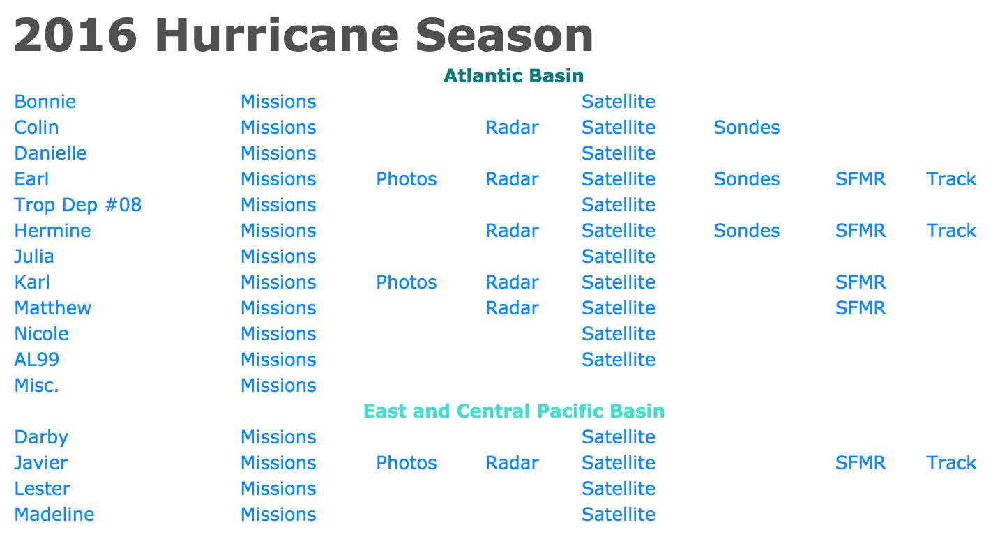 2016 Hurricane Season
Atlantic Basin
Bonnie Missions Satellite
Colin Missions Radar Satellite Sondes
Danielle Missions Satellite
Earl Missions Photos Radar Satellite Sondes SFMR Track
Trop Dep #08 Missions Satellite
Hermine Missions Radar Satellite Sondes SFMR Track
Julia Missions Satellite
Karl Missions Photos Radar Satellite SFMR
Matthew Missions Radar Satellite SFMR
Nicole Missions Satellite
AL99 Missions Satellite
Misc. Missions
East and Central Pacific Basin
Darby Missions Satellite
Javier Missions Photos Radar Satellite SFMR Track
Lester Missions Satellite
Madeline Missions Satellite